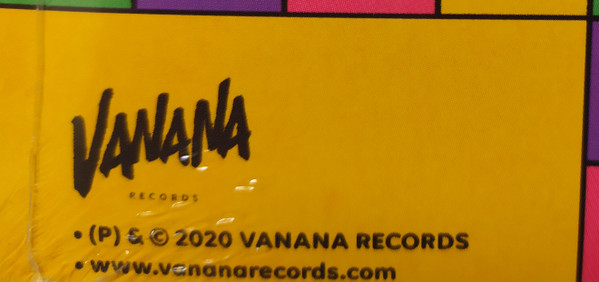 VANANA
RECORDS
• (P) & © 2020 VANANA RECORDS
• www.vananarecords.com